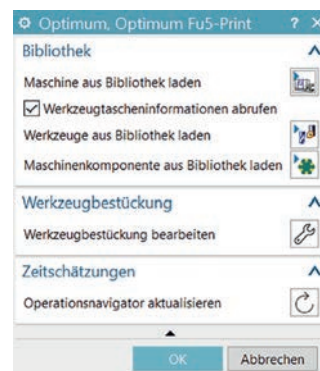 Optimum, Optimum Fu5-Print ? X
Bibliothek
Maschine aus Bibliothek laden
Werkzeugtascheninformationen abrufen
Werkzeuge aus Bibliothek laden
Maschinenkomponente aus Bibliothek laden
Werkzeugbestückung
Werkzeugbestückung bearbeiten
Zeitschätzungen
Operationsnavigator aktualisieren
OK Abbrechen